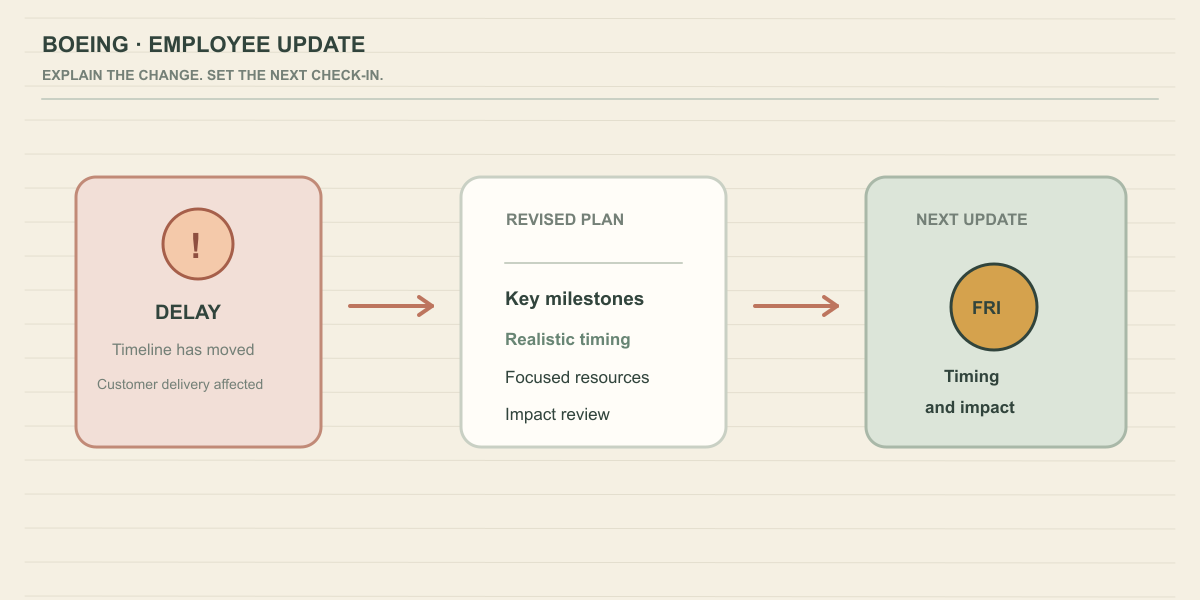 BOEING · EMPLOYEE UPDATE
EXPLAIN THE CHANGE. SET THE NEXT CHECK-IN.
!
DELAY
Timeline has moved
Customer delivery affected
REVISED PLAN
Key milestones
Realistic timing
Focused resources
Impact review
NEXT UPDATE
FRI
Timing
and impact